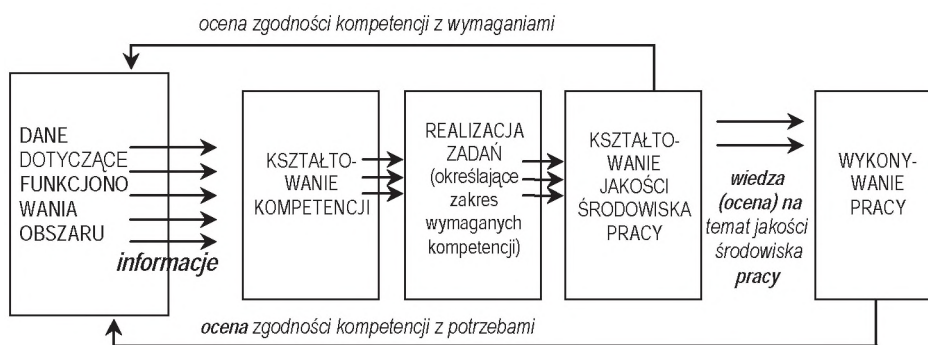 ocena zgodności kompetencji z wymaganiami
DANE
DOTYCZĄCE
FUNKCJONO
WANIA
OBSZARU
informacje
KSZTAŁTO-
WANIE
KOMPETENCJI
REALIZACJA
ZADAŃ
(określające
zakres
wymaganych
kompetencji)
KSZTAŁTO-
WANIE
JAKOŚCI
ŚRODOWISKA
PRACY
wiedza
(ocena) na
temat jakości
środowiska
pracy
WYKONY-
WANIE
PRACY
ocena zgodności kompetencji z potrzebami